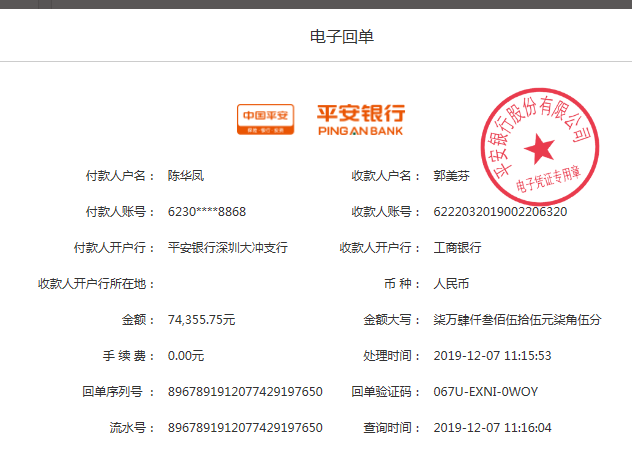 电子回单
中国平安
保险·银行·投资
平安银行
PING AN BANK
平安银行股份有限公司
电子凭证专用章
付款人户名： 陈华凤 收款人户名： 郭美芬
付款人账号： 6230****8868 收款人账号： 6222032019002206320
付款人开户行： 平安银行深圳大冲支行 收款人开户行： 工商银行
收款人开户行所在地： 币 种： 人民币
金额： 74,355.75元 金额大写： 柒万肆仟叁佰伍拾伍元柒角伍分
手 续 费： 0.00元 处理时间： 2019-12-07 11:15:53
回单序列号 ： 8967891912077429197650 回单验证码： 067U-EXNI-0WOY
流水号： 8967891912077429197650 查询时间： 2019-12-07 11:16:04